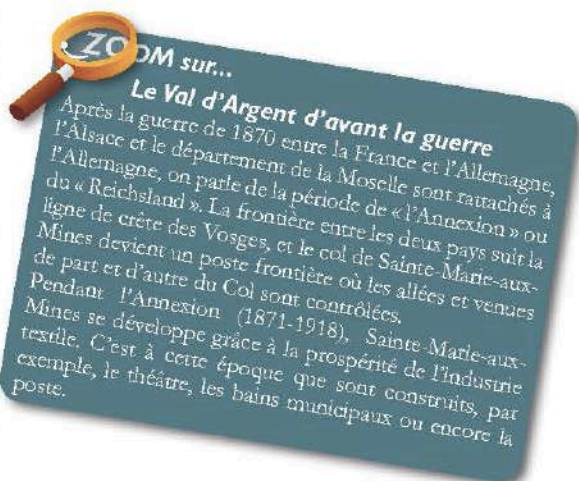 ZOOM sur...
Le Val d'Argent d'avant la guerre
Après la guerre de 1870 entre la France et l'Allemagne,
l'Alsace et le département de la Moselle sont rattachés à
l'Allemagne, on parle de la période de « l'Annexion » ou
du « Reichsland ». La frontière entre les deux pays suit la
ligne de crête des Vosges, et le col de Sainte-Marie-aux-
Mines devient un poste frontière où les allées et venues
de part et d'autre du Col sont contrôlées.
Pendant l'Annexion (1871-1918), Sainte-Marie-aux-
Mines se développe grâce à la prospérité de l'industrie
textile. C'est à cette époque que sont construits, par
exemple, le théâtre, les bains municipaux ou encore la
poste.